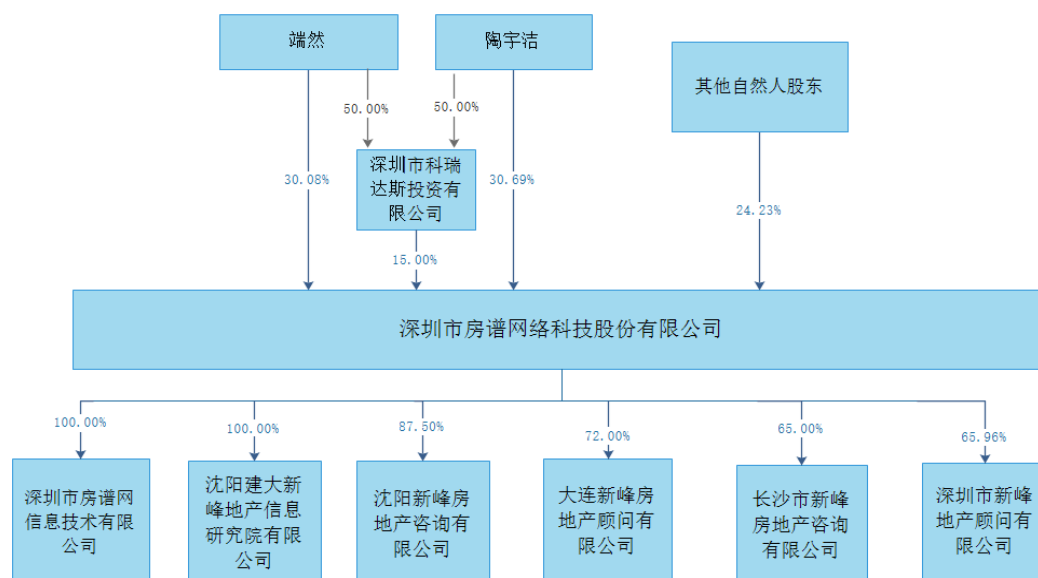 端然
陶宇洁
其他自然人股东
50.00%
50.00%
深圳市科瑞
达斯投资有
限公司
30.08%
30.69%
24.23%
15.00%
深圳市房谱网络科技股份有限公司
100.00%
100.00%
87.50%
72.00%
65.00%
65.96%
深圳市房谱网
信息技术有限
公司
沈阳建大新
峰地产信息
研究院有限
公司
沈阳新峰房
地产咨询有
限公司
大连新峰房
地产顾问有
限公司
长沙市新峰
房地产咨询
有限公司
深圳市新峰
地产顾问有
限公司